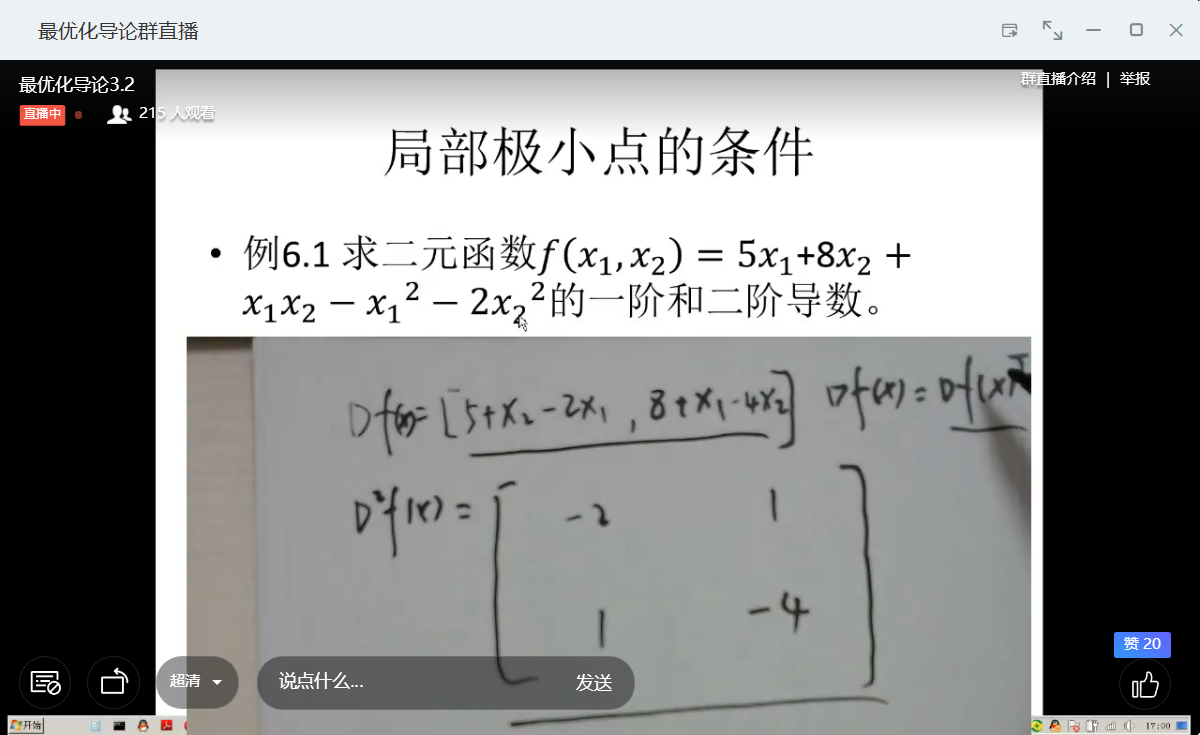 最优化导论群直播
最优化导论3.2
群直播介绍 | 举报
直播中
215 人观看
局部极小点的条件
• 例6.1 求二元函数f(x₁,x₂) = 5x₁+8x₂ +
x₁x₂ − x₁² − 2x₂²的一阶和二阶导数。
Df(x)= [5+x₂-2x₁ , 8+x₁-4x₂] ∇f(x) = Df(x)ᵀ
D²f(x) = [ -2 1
1 -4 ]
赞 20
超清
说点什么...
发送
开始
17:00